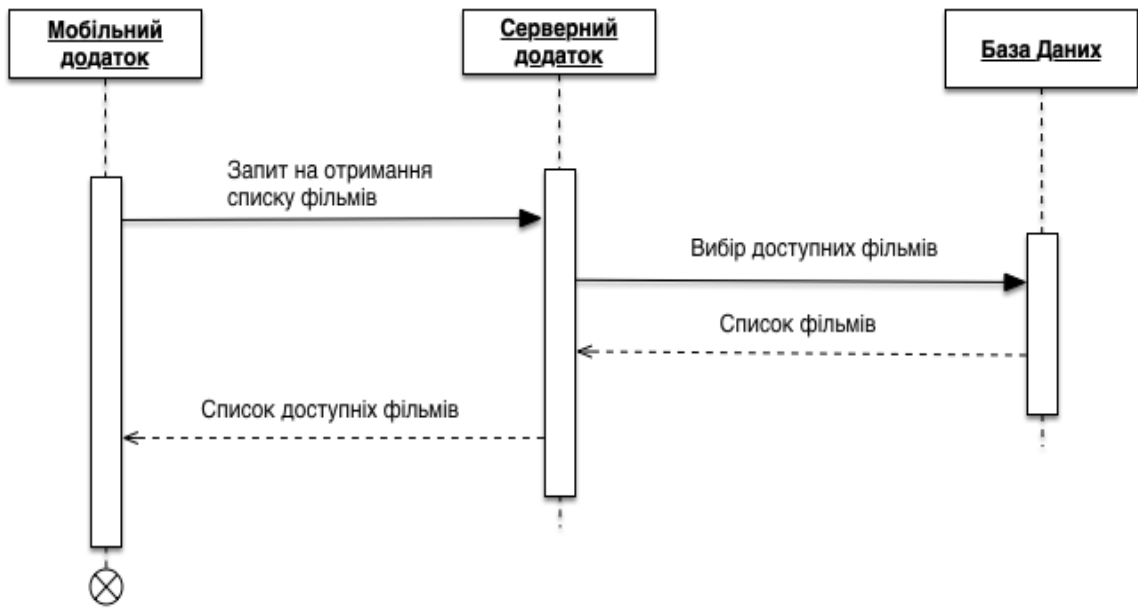 Мобільний
додаток
Серверний
додаток
База Даних
Запит на отримання
списку фільмів
Вибір доступних фільмів
Список фільмів
Список доступніх фільмів